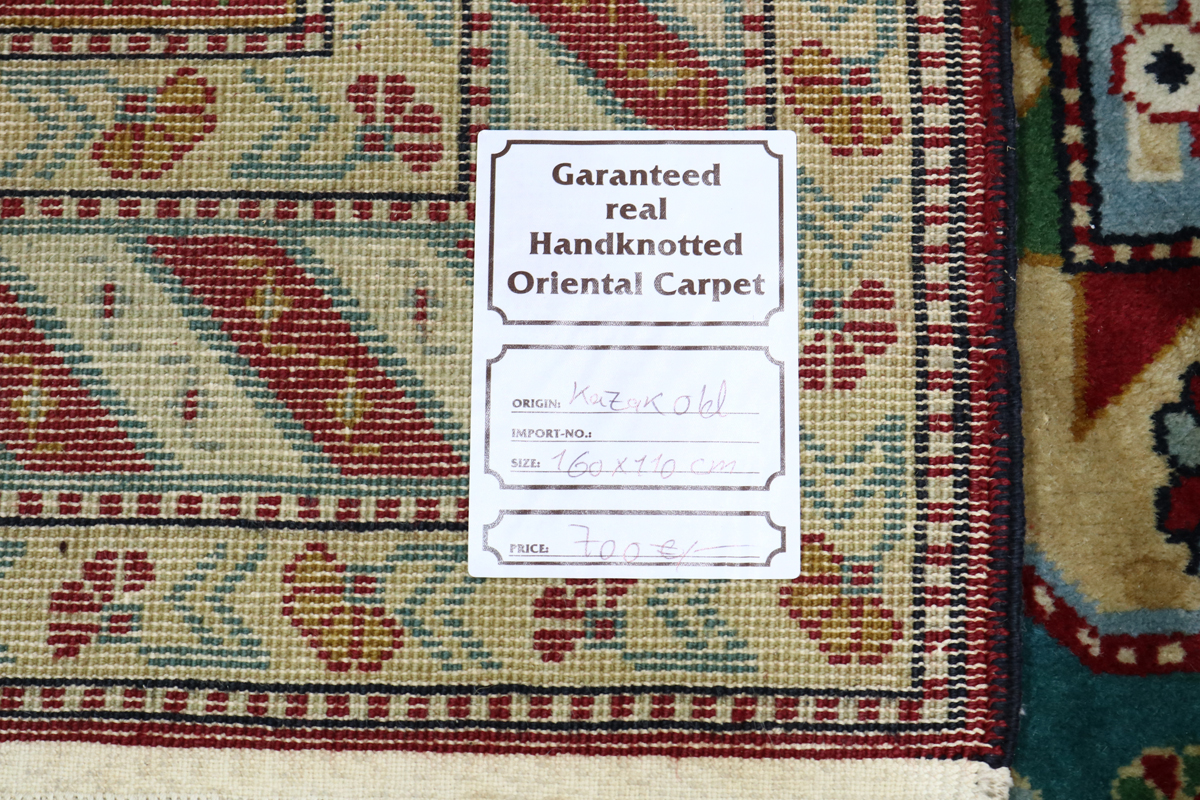 Garanteed
real
Handknotted
Oriental Carpet
ORIGIN: Kazak old
IMPORT-NO.:
SIZE: 160 x 110 cm
PRICE: 700 €,-